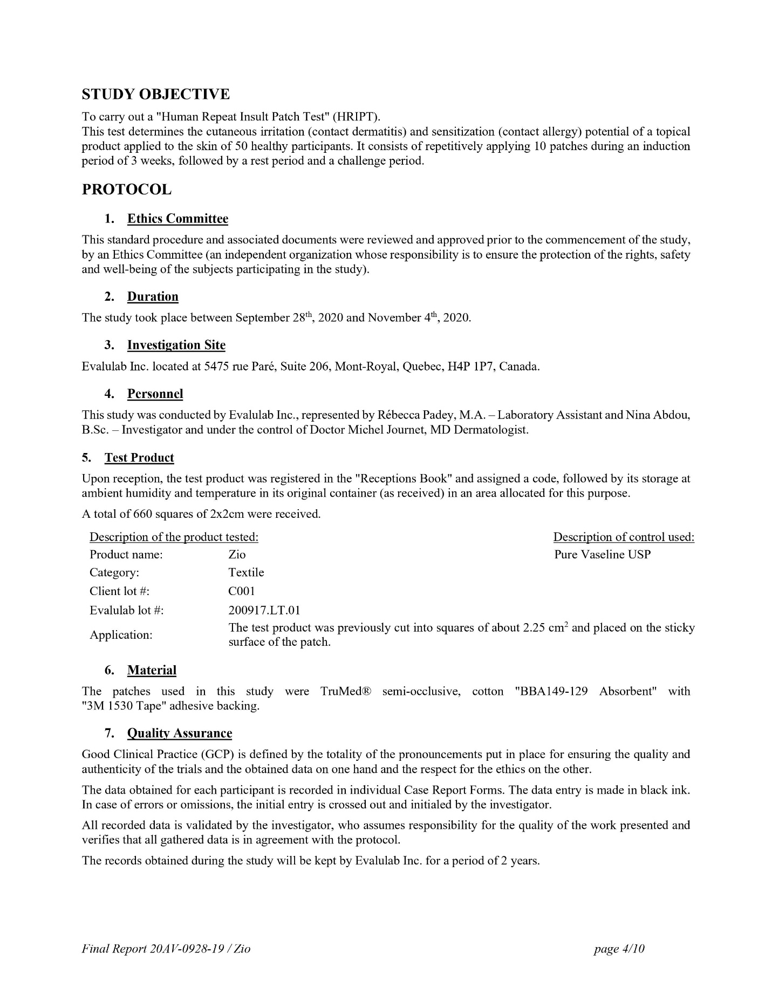 STUDY OBJECTIVE
To carry out a "Human Repeat Insult Patch Test" (HRIPT).
This test determines the cutaneous irritation (contact dermatitis) and sensitization (contact allergy) potential of a topical
product applied to the skin of 50 healthy participants. It consists of repetitively applying 10 patches during an induction
period of 3 weeks, followed by a rest period and a challenge period.
PROTOCOL
1. Ethics Committee
This standard procedure and associated documents were reviewed and approved prior to the commencement of the study,
by an Ethics Committee (an independent organization whose responsibility is to ensure the protection of the rights, safety
and well-being of the subjects participating in the study).
2. Duration
The study took place between September 28th, 2020 and November 4th, 2020.
3. Investigation Site
Evalulab Inc. located at 5475 rue Paré, Suite 206, Mont-Royal, Quebec, H4P 1P7, Canada.
4. Personnel
This study was conducted by Evalulab Inc., represented by Rébecca Padey, M.A. – Laboratory Assistant and Nina Abdou,
B.Sc. – Investigator and under the control of Doctor Michel Journet, MD Dermatologist.
5. Test Product
Upon reception, the test product was registered in the "Receptions Book" and assigned a code, followed by its storage at
ambient humidity and temperature in its original container (as received) in an area allocated for this purpose.
A total of 660 squares of 2x2cm were received.
Description of the product tested: Description of control used:
Product name: Zio Pure Vaseline USP
Category: Textile
Client lot #: C001
Evalulab lot #: 200917.LT.01
Application: The test product was previously cut into squares of about 2.25 cm² and placed on the sticky
surface of the patch.
6. Material
The patches used in this study were TruMed® semi-occlusive, cotton "BBA149-129 Absorbent" with
"3M 1530 Tape" adhesive backing.
7. Quality Assurance
Good Clinical Practice (GCP) is defined by the totality of the pronouncements put in place for ensuring the quality and
authenticity of the trials and the obtained data on one hand and the respect for the ethics on the other.
The data obtained for each participant is recorded in individual Case Report Forms. The data entry is made in black ink.
In case of errors or omissions, the initial entry is crossed out and initialed by the investigator.
All recorded data is validated by the investigator, who assumes responsibility for the quality of the work presented and
verifies that all gathered data is in agreement with the protocol.
The records obtained during the study will be kept by Evalulab Inc. for a period of 2 years.
Final Report 20AV-0928-19 / Zio page 4/10